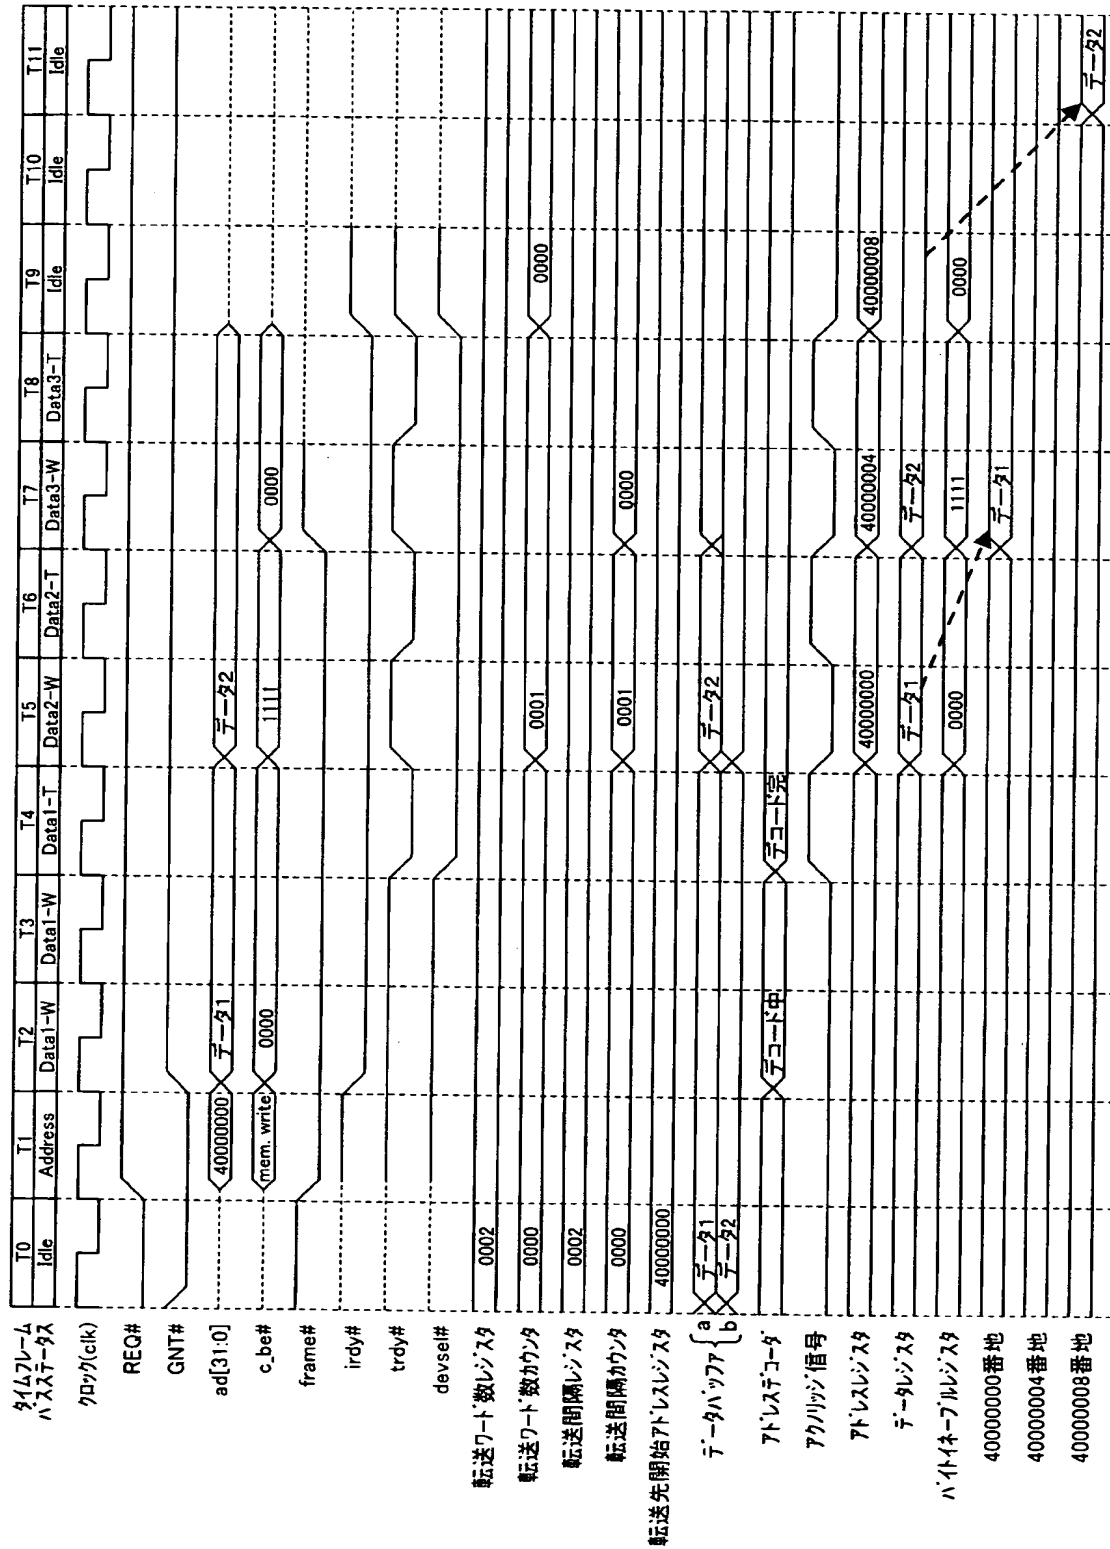 タイムフレーム T0 T1 T2 T3 T4 T5 T6 T7 T8 T9 T10 T11
バスステータス Idle Address Data1-W Data1-W Data1-T Data2-W Data2-T Data3-W Data3-T Idle Idle Idle
クロック(clk)
REQ#
GNT#
ad[31:0] 40000000 データ1 データ2
c_be# mem. write 0000 1111 0000
frame#
irdy#
trdy#
devsel#
転送ワード数レジスタ 0002
転送ワード数カウンタ 0000 0001 0000
転送間隔レジスタ 0002
転送間隔カウンタ 0000 0001 0000
転送先開始アドレスレジスタ 40000000
データバッファ a データ1 データ2
b データ2
アドレスデコーダ デコード中 デコード完
アクノリッジ信号
アドレスレジスタ 40000000 40000004 40000008
データレジスタ データ1 データ2
バイトイネーブルレジスタ 0000 1111 0000
40000000番地 データ1
40000004番地
40000008番地 データ2